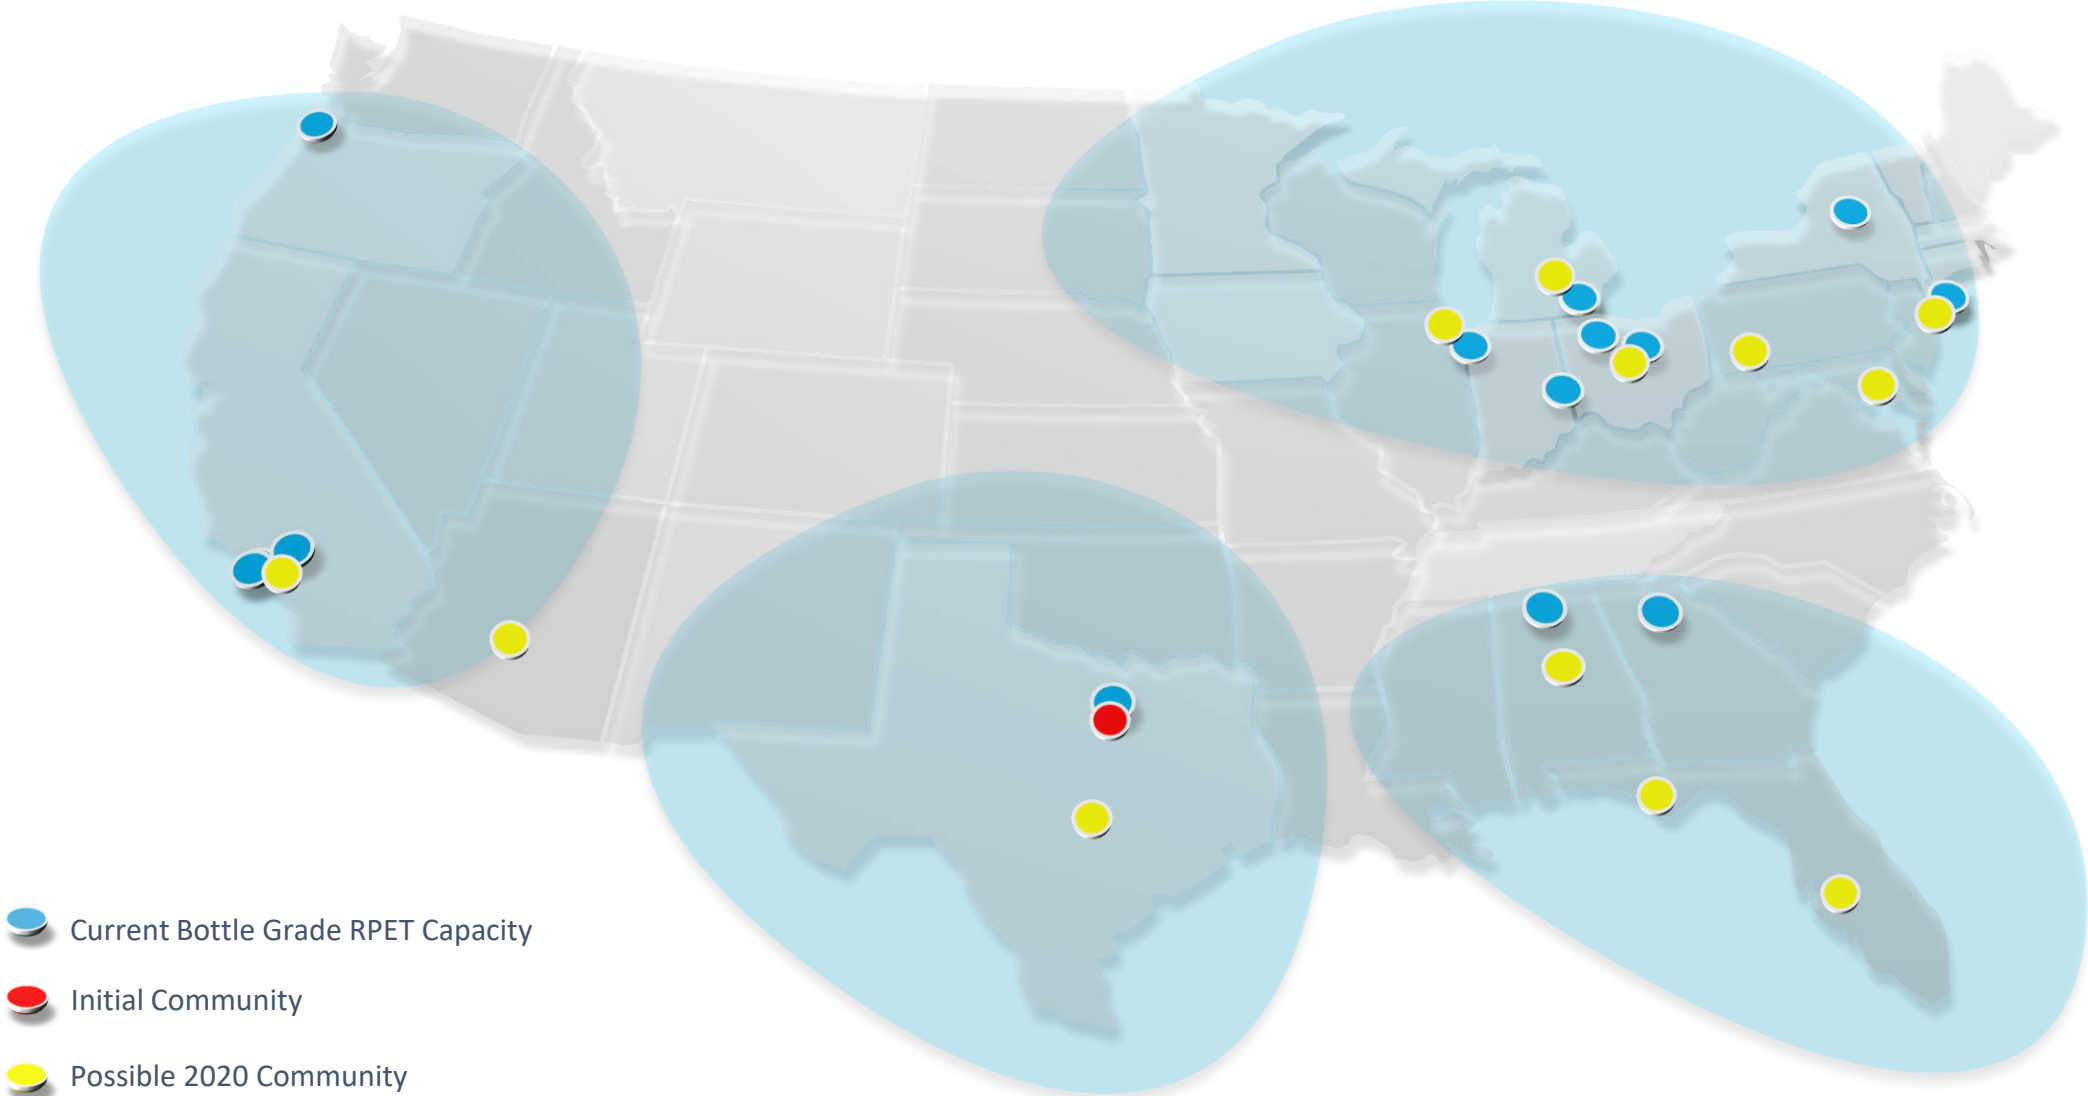 Current Bottle Grade RPET Capacity
Initial Community
Possible 2020 Community